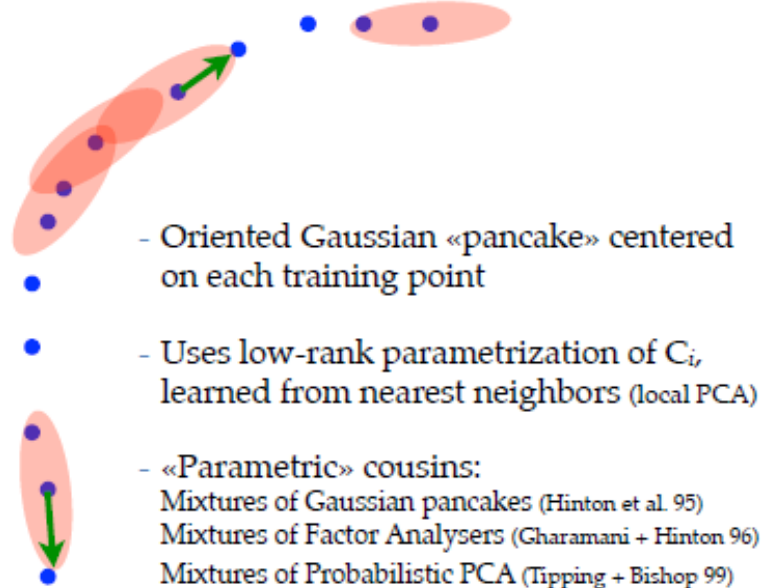 - Oriented Gaussian «pancake» centered
on each training point
- Uses low-rank parametrization of Cᵢ,
learned from nearest neighbors (local PCA)
- «Parametric» cousins:
Mixtures of Gaussian pancakes (Hinton et al. 95)
Mixtures of Factor Analysers (Gharamani + Hinton 96)
Mixtures of Probabilistic PCA (Tipping + Bishop 99)